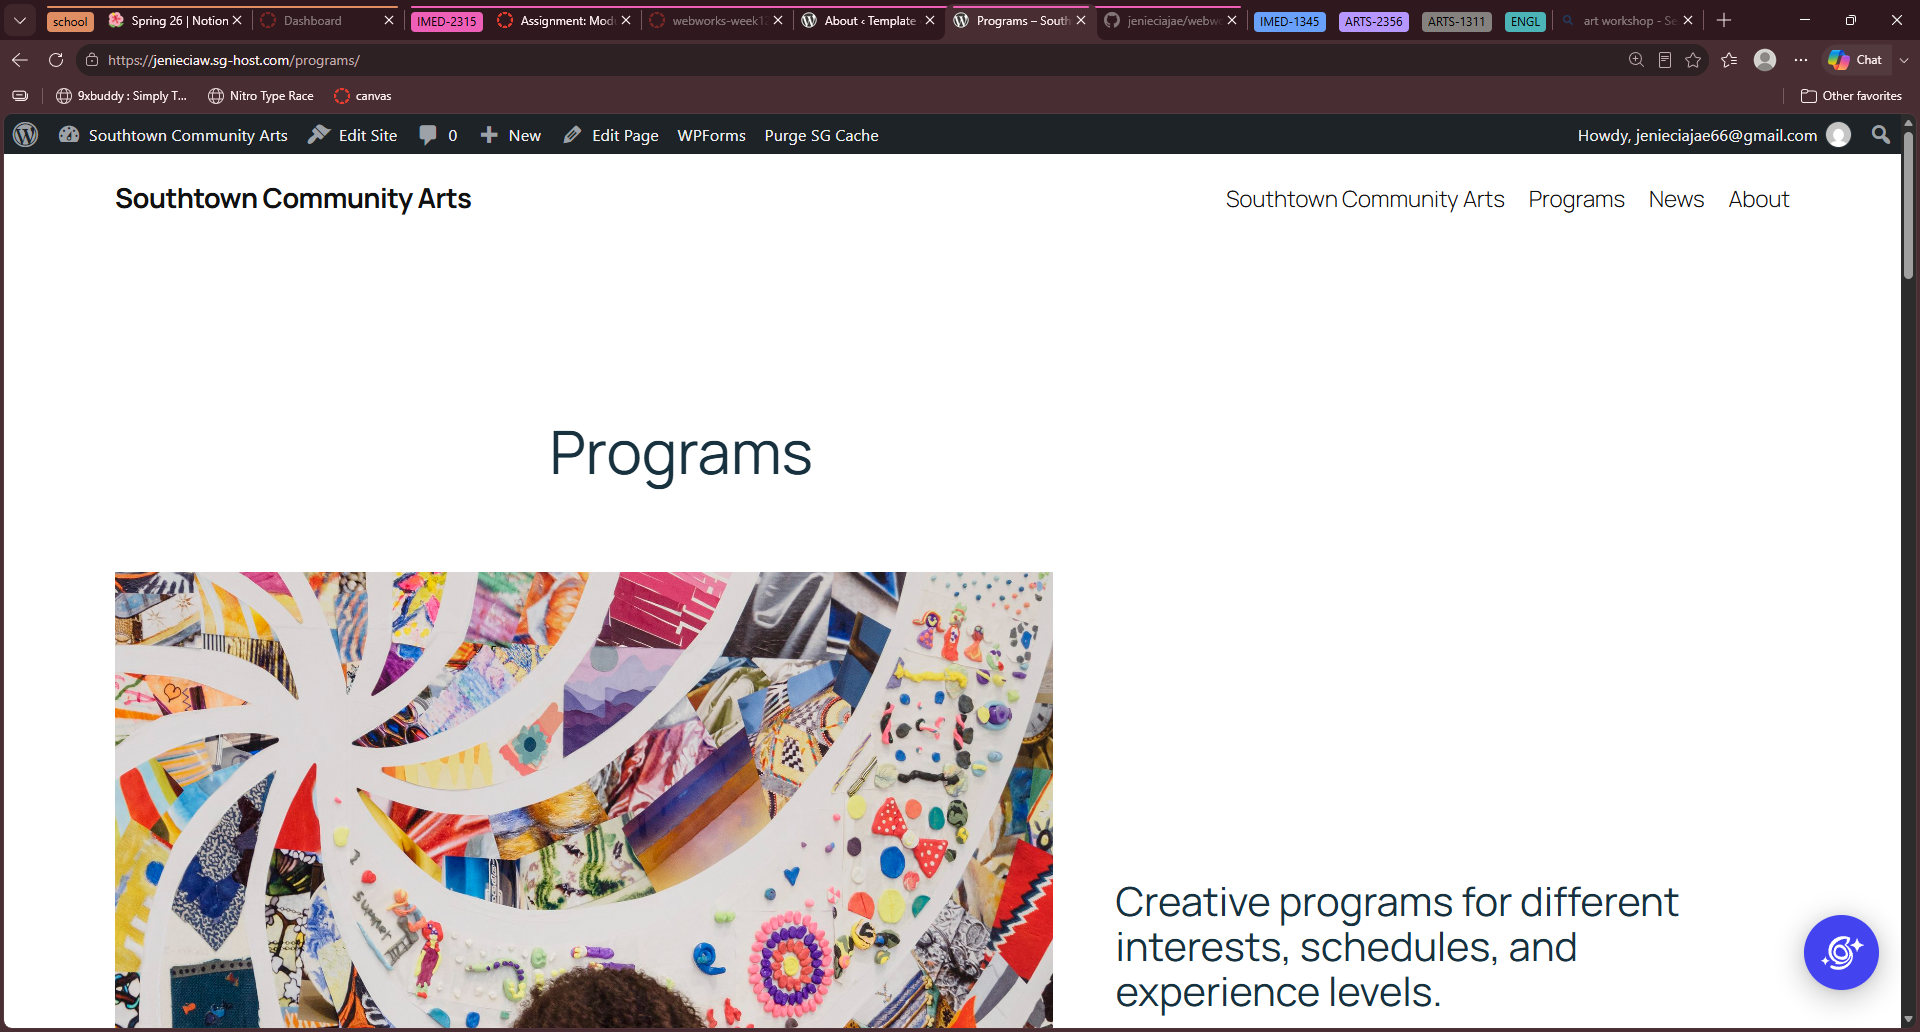 school
Spring 26 | Notion
Dashboard
IMED-2315
Assignment: Mod
webworks-week1
About ‹ Template
Programs – South
jenieciajae/webw
IMED-1345
ARTS-2356
ARTS-1311
ENGL
art workshop - Se
https://jenieciaw.sg-host.com/programs/
Chat
9xbuddy : Simply T...
Nitro Type Race
canvas
Other favorites
Southtown Community Arts
Edit Site
0
New
Edit Page
WPForms
Purge SG Cache
Howdy, jenieciajae66@gmail.com
Southtown Community Arts
Southtown Community Arts
Programs
News
About
Programs
Creative programs for different
interests, schedules, and
experience levels.